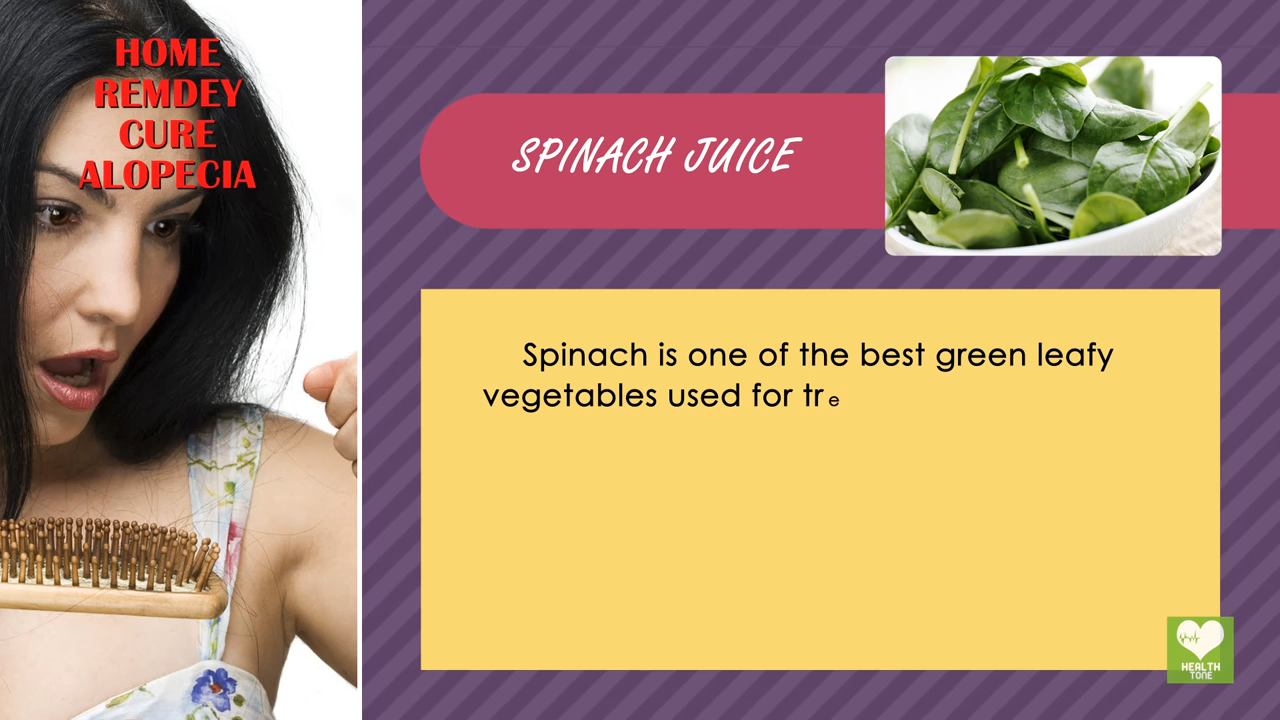 HOME
REMDEY
CURE
ALOPECIA
SPINACH JUICE
Spinach is one of the best green leafy
vegetables used for tre
HEALTH
TONE